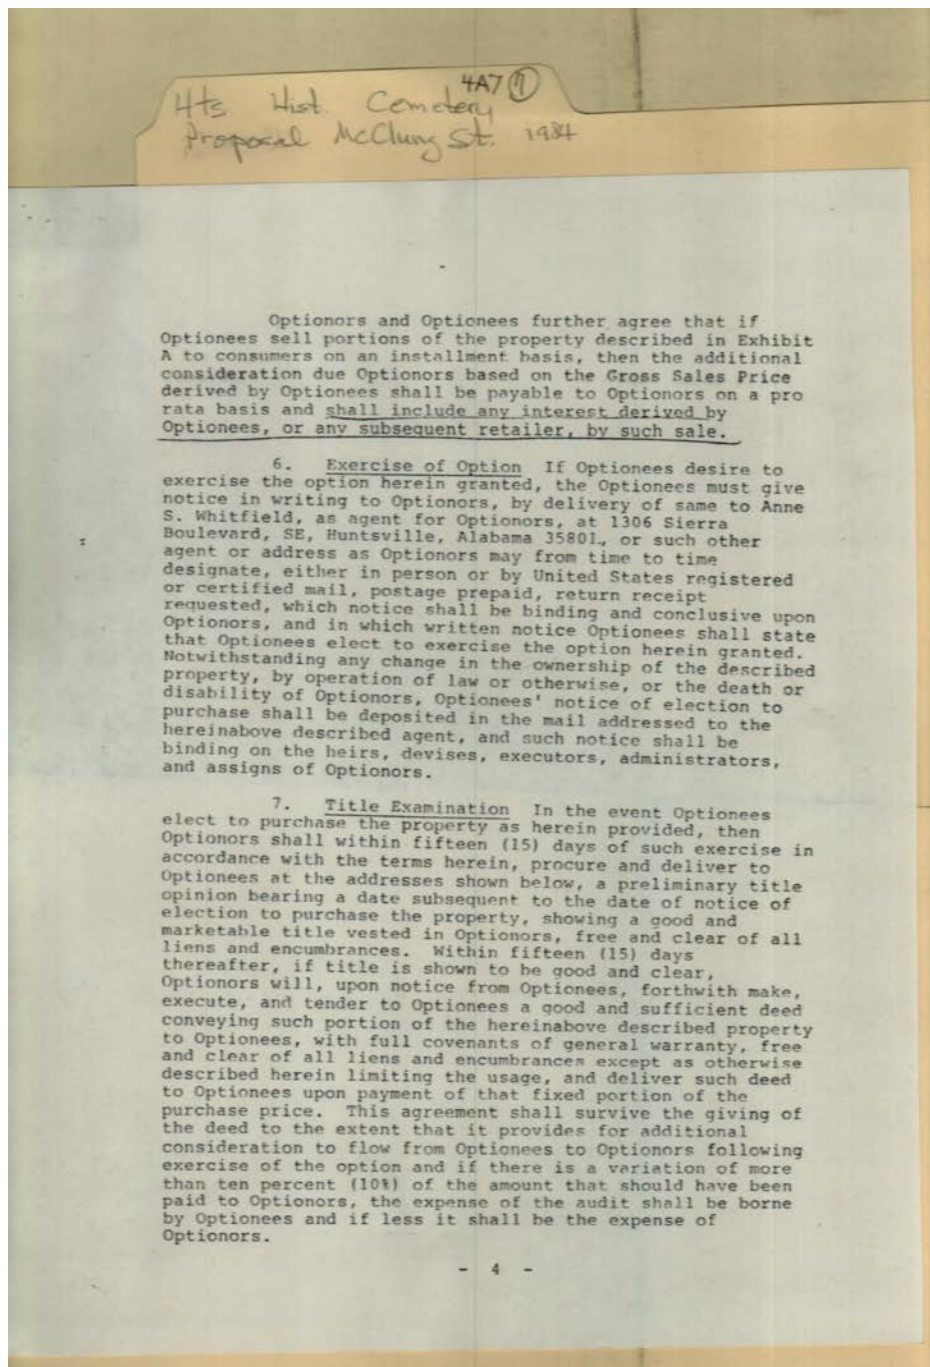 4A7 7
Hts Hist. Cemetery
Proposal McClung St. 1984
Optionors and Optionees further agree that if
Optionees sell portions of the property described in Exhibit
A to consumers on an installment basis, then the additional
consideration due Optionors based on the Gross Sales Price
derived by Optionees shall be payable to Optionors on a pro
rata basis and shall include any interest derived by
Optionees, or any subsequent retailer, by such sale.
6. Exercise of Option If Optionees desire to
exercise the option herein granted, the Optionees must give
notice in writing to Optionors, by delivery of same to Anne
S. Whitfield, as agent for Optionors, at 1306 Sierra
Boulevard, SE, Huntsville, Alabama 35801, or such other
agent or address as Optionors may from time to time
designate, either in person or by United States registered
or certified mail, postage prepaid, return receipt
requested, which notice shall be binding and conclusive upon
Optionors, and in which written notice Optionees shall state
that Optionees elect to exercise the option herein granted.
Notwithstanding any change in the ownership of the described
property, by operation of law or otherwise, or the death or
disability of Optionors, Optionees' notice of election to
purchase shall be deposited in the mail addressed to the
hereinabove described agent, and such notice shall be
binding on the heirs, devises, executors, administrators,
and assigns of Optionors.
7. Title Examination In the event Optionees
elect to purchase the property as herein provided, then
Optionors shall within fifteen (15) days of such exercise in
accordance with the terms herein, procure and deliver to
Optionees at the addresses shown below, a preliminary title
opinion bearing a date subsequent to the date of notice of
election to purchase the property, showing a good and
marketable title vested in Optionors, free and clear of all
liens and encumbrances. Within fifteen (15) days
thereafter, if title is shown to be good and clear,
Optionors will, upon notice from Optionees, forthwith make,
execute, and tender to Optionees a good and sufficient deed
conveying such portion of the hereinabove described property
to Optionees, with full covenants of general warranty, free
and clear of all liens and encumbrances except as otherwise
described herein limiting the usage, and deliver such deed
to Optionees upon payment of that fixed portion of the
purchase price. This agreement shall survive the giving of
the deed to the extent that it provides for additional
consideration to flow from Optionees to Optionors following
exercise of the option and if there is a variation of more
than ten percent (10%) of the amount that should have been
paid to Optionors, the expense of the audit shall be borne
by Optionees and if less it shall be the expense of
Optionors.
- 4 -